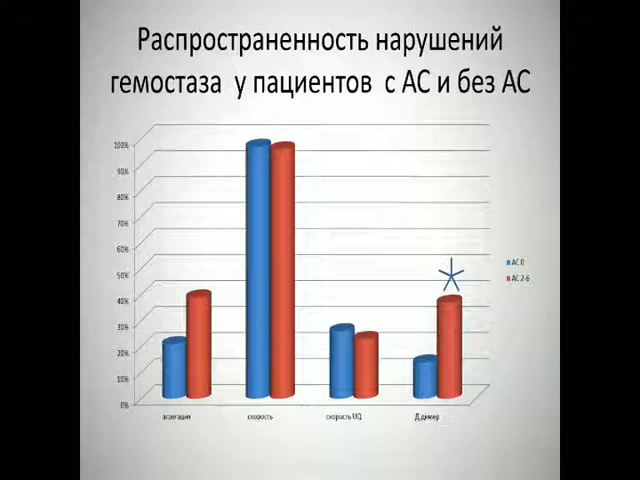 Распространенность нарушений
гемостаза у пациентов с АС и без АС
100%
90%
80%
70%
60%
50%
40%
30%
20%
10%
0%
агрегация
скорость
скорость UQ
Д димер
АС 0
АС 2-6